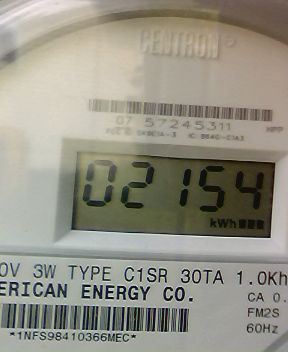 CENTRON®
07 57245311 HPP
02154
kWh
0V 3W TYPE C1SR 30TA 1.0Kh
ERICAN ENERGY CO. CA 0.
FM2S
*1NFS98410366MEC* 60Hz